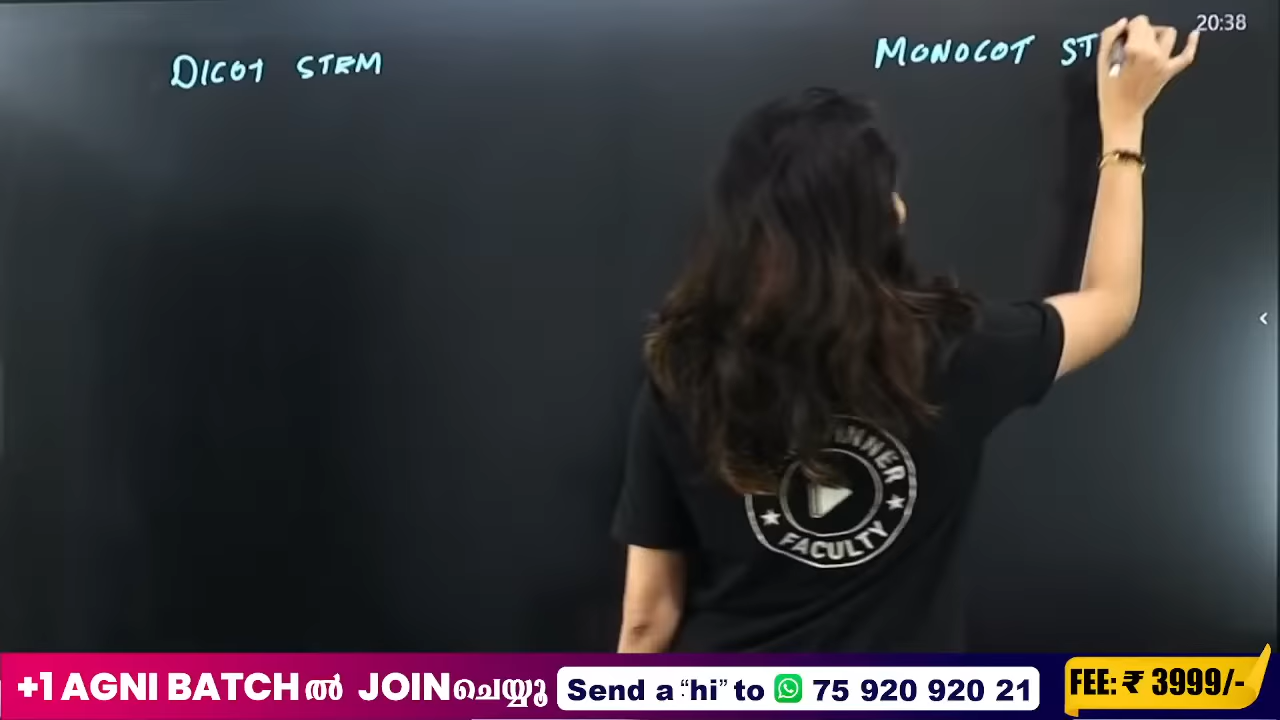 DICOT STEM
MONOCOT ST
20:38
FACULTY
+1 AGNI BATCHൽ JOINചെയ്യൂ
Send a "hi" to 75 920 920 21
FEE: ₹ 3999/-